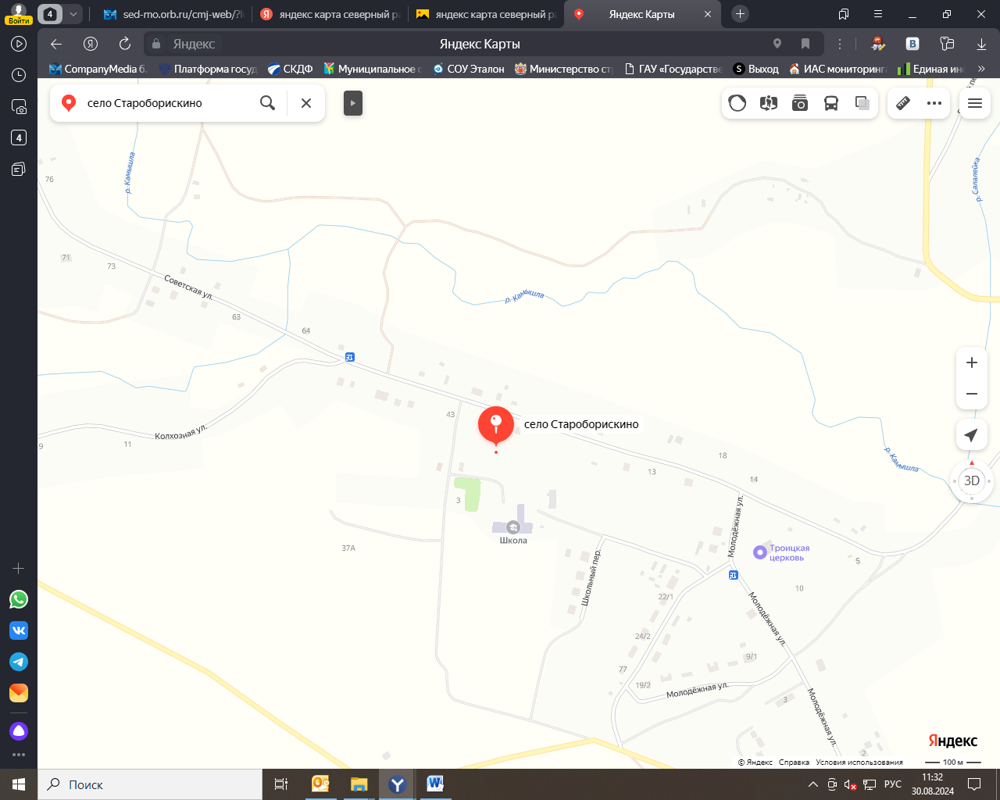 Войти
4
sed-mo.orb.ru/cmj-web/?l
яндекс карта северный ра
яндекс карта северный ра
Яндекс Карты
Яндекс
Яндекс Карты
CompanyMedia б.
Платформа госуд
СКДФ
Муниципальное о
СОУ Эталон
Министерство ст
ГАУ «Государстве
Выход
ИАС мониторинга
Единая инс
4
село Староборискино
р. Камышла
р. Салалейка
76
71
73
Советская ул.
р. Камышла
63
64
43
село Староборискино
Колхозная ул.
11
9
18
13
14
р. Камышла
3D
3
Школа
Молодёжная ул.
37А
Троицкая
церковь
5
Школьный пер.
10
22/1
Молодёжная ул.
24/2
9/1
77
19/2
Молодёжная ул.
3
Молодёжная ул.
2
Яндекс
© Яндекс Справка Условия использования
100 м
Поиск
РУС
11:32
30.08.2024